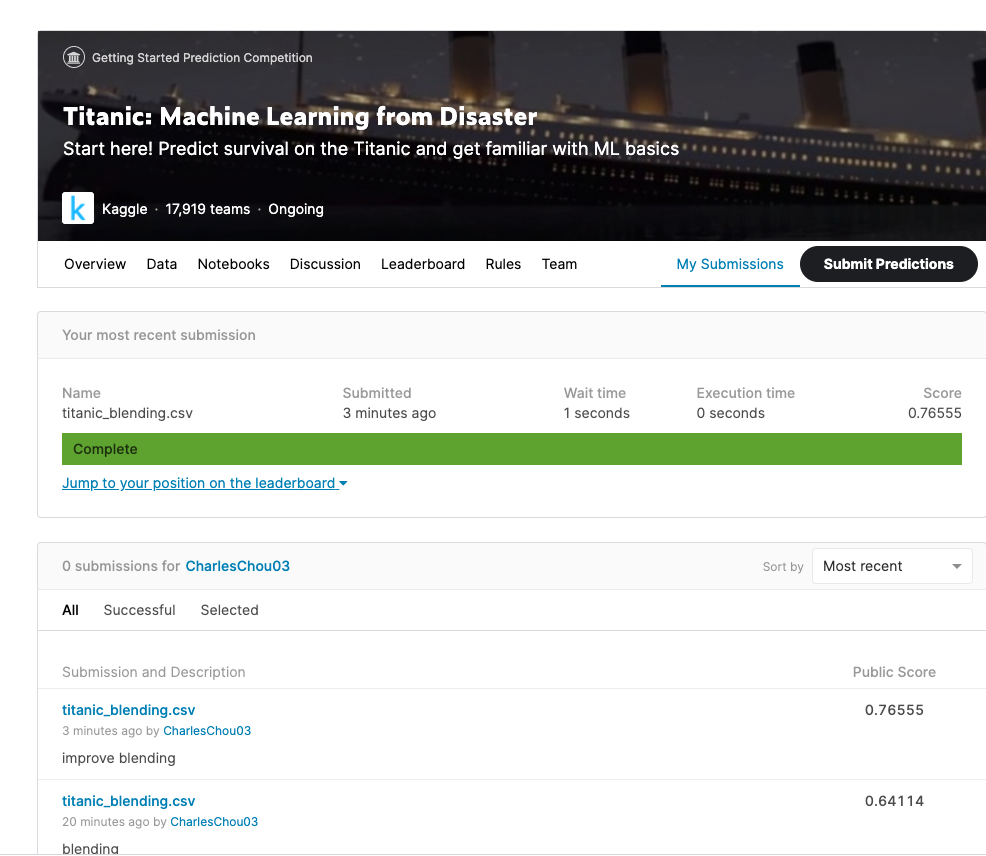 Getting Started Prediction Competition
Titanic: Machine Learning from Disaster
Start here! Predict survival on the Titanic and get familiar with ML basics
k Kaggle · 17,919 teams · Ongoing
Overview Data Notebooks Discussion Leaderboard Rules Team My Submissions Submit Predictions
Your most recent submission
Name Submitted Wait time Execution time Score
titanic_blending.csv 3 minutes ago 1 seconds 0 seconds 0.76555
Complete
Jump to your position on the leaderboard
0 submissions for CharlesChou03 Sort by Most recent
All Successful Selected
Submission and Description Public Score
titanic_blending.csv 0.76555
3 minutes ago by CharlesChou03
improve blending
titanic_blending.csv 0.64114
20 minutes ago by CharlesChou03
blending